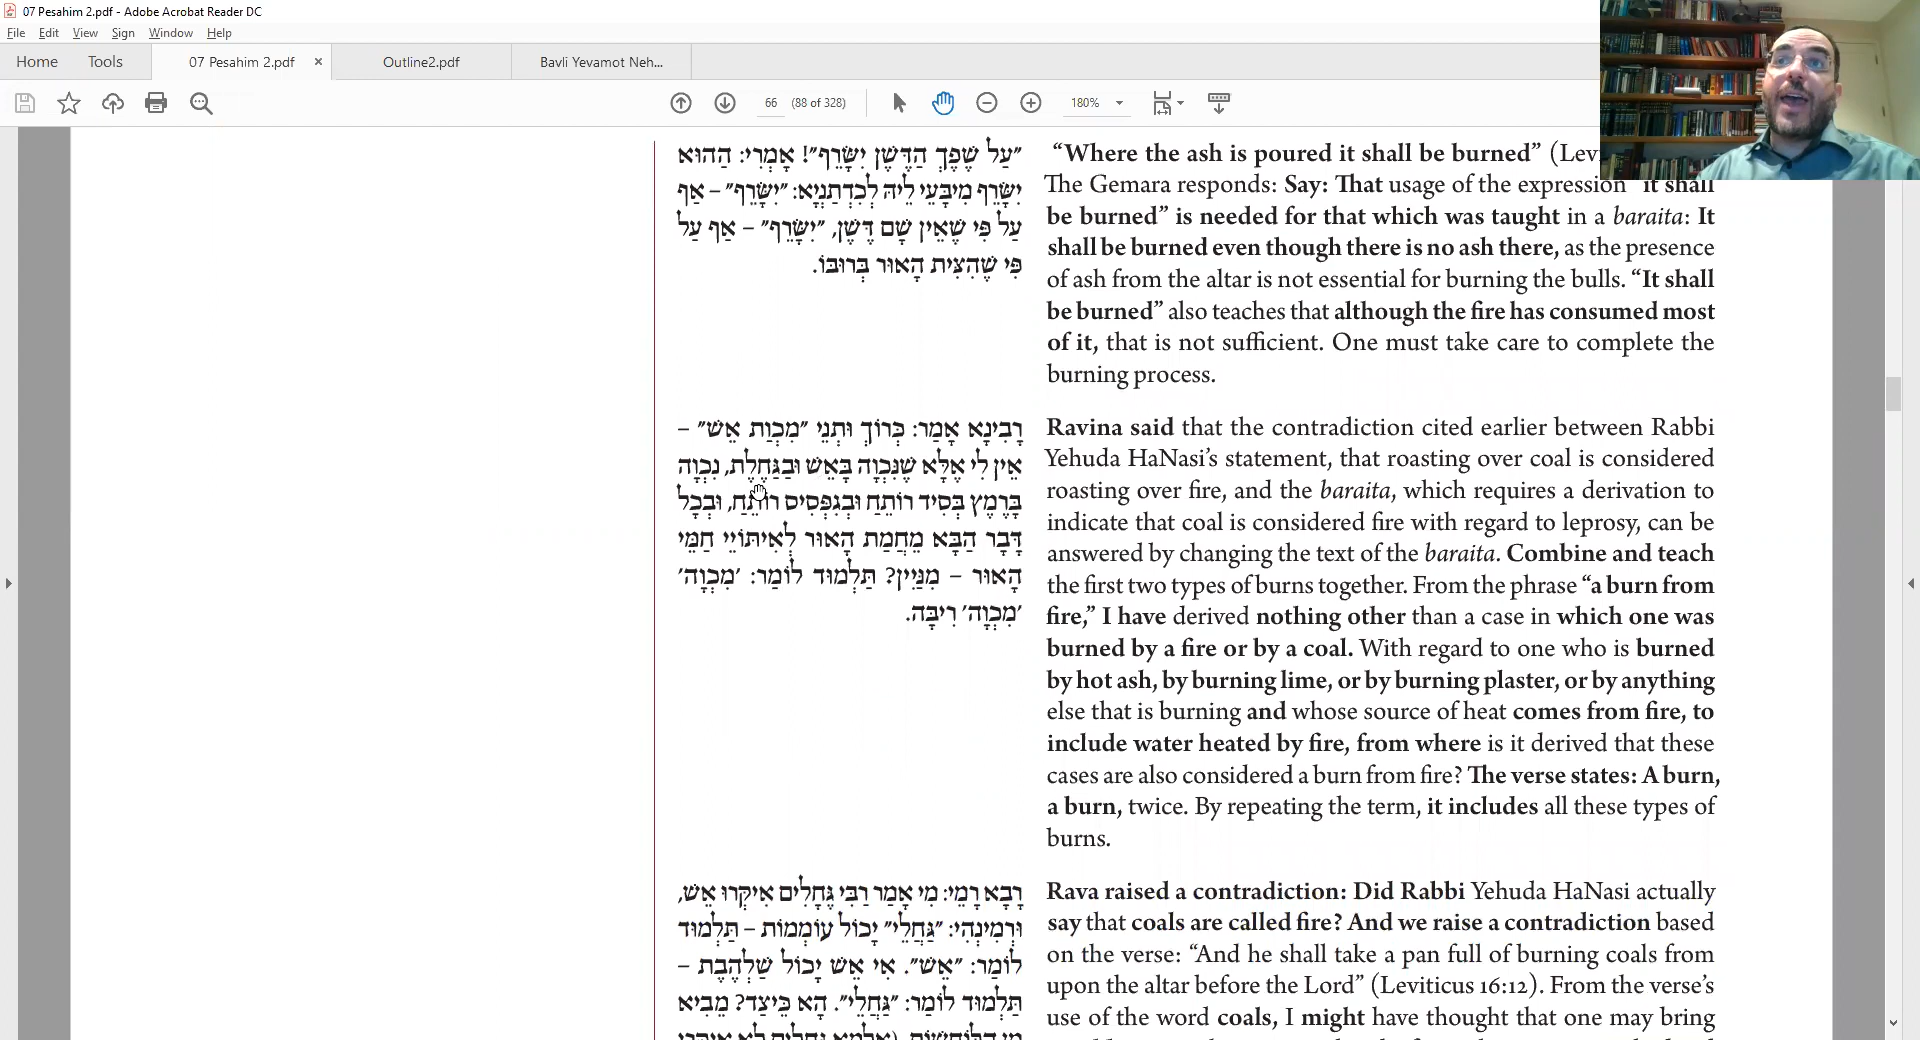 07 Pesahim 2.pdf - Adobe Acrobat Reader DC
File Edit View Sign Window Help
Home Tools 07 Pesahim 2.pdf × Outline2.pdf Bavli Yevamot Neh...
66 (88 of 328) 180%
״עַל שֶׁפֶךְ הַדֶּשֶׁן יִשָּׂרֵף״! אָמְרִי: הַהוּא
יִשָּׂרֵף מִיבָּעֵי לֵיהּ לְכִדְתַנְיָא: ״יִשָּׂרֵף״ – אַף
עַל פִּי שֶׁאֵין שָׁם דֶּשֶׁן, ״יִשָּׂרֵף״ – אַף עַל
פִּי שֶׁהִצִּית הָאוּר בְּרוּבּוֹ.
רָבִינָא אָמַר: כְּרוֹךְ וּתְנֵי ״מִכְוַת אֵשׁ״ –
אֵין לִי אֶלָּא שֶׁנִּכְוָה בָּאֵשׁ וּבַגַּחֶלֶת, נִכְוָה
בָּרֶמֶץ בְּסִיד רוֹתֵחַ וּבְגִפְּסִיס רוֹתֵחַ, וּבְכׇל
דָּבָר הַבָּא מֵחֲמַת הָאוּר לְאִיתּוֹיֵי חַמֵּי
הָאוּר – מִנַּיִין? תַּלְמוּד לוֹמַר: ׳מִכְוָה׳
׳מִכְוָה׳ רִיבָּה.
רָבָא רָמֵי: מִי אָמַר רַבִּי גֶּחָלִים אִיקְּרוּ אֵשׁ,
וּרְמִינְהִי: ״גַּחֲלֵי״ יָכוֹל עוֹמְמוֹת – תַּלְמוּד
לוֹמַר: ״אֵשׁ״. אִי אֵשׁ יָכוֹל שַׁלְהֶבֶת –
תַּלְמוּד לוֹמַר: ״גַּחֲלֵי״. הָא כֵּיצַד? מֵבִיא
“Where the ash is poured it shall be burned” (Lev
The Gemara responds: Say: That usage of the expression “it shall
be burned” is needed for that which was taught in a baraita: It
shall be burned even though there is no ash there, as the presence
of ash from the altar is not essential for burning the bulls. “It shall
be burned” also teaches that although the fire has consumed most
of it, that is not sufficient. One must take care to complete the
burning process.
Ravina said that the contradiction cited earlier between Rabbi
Yehuda HaNasi’s statement, that roasting over coal is considered
roasting over fire, and the baraita, which requires a derivation to
indicate that coal is considered fire with regard to leprosy, can be
answered by changing the text of the baraita. Combine and teach
the first two types of burns together. From the phrase “a burn from
fire,” I have derived nothing other than a case in which one was
burned by a fire or by a coal. With regard to one who is burned
by hot ash, by burning lime, or by burning plaster, or by anything
else that is burning and whose source of heat comes from fire, to
include water heated by fire, from where is it derived that these
cases are also considered a burn from fire? The verse states: A burn,
a burn, twice. By repeating the term, it includes all these types of
burns.
Rava raised a contradiction: Did Rabbi Yehuda HaNasi actually
say that coals are called fire? And we raise a contradiction based
on the verse: “And he shall take a pan full of burning coals from
upon the altar before the Lord” (Leviticus 16:12). From the verse’s
use of the word coals, I might have thought that one may bring